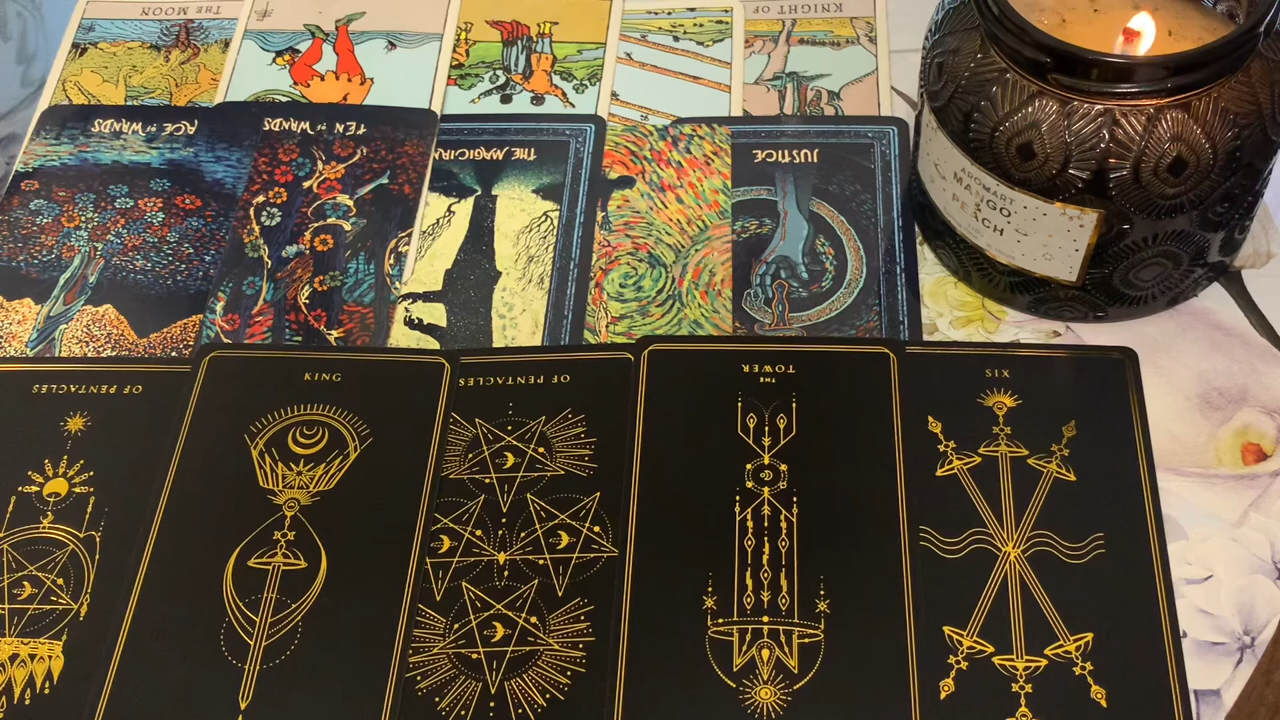 THE MOON
KNIGHT OF
ACE OF WANDS
TEN OF WANDS
THE MAGICIAN
JUSTICE
AROMART
MANGO
&
PEACH
OF PENTACLES
KING
OF PENTACLES
THE
TOWER
SIX